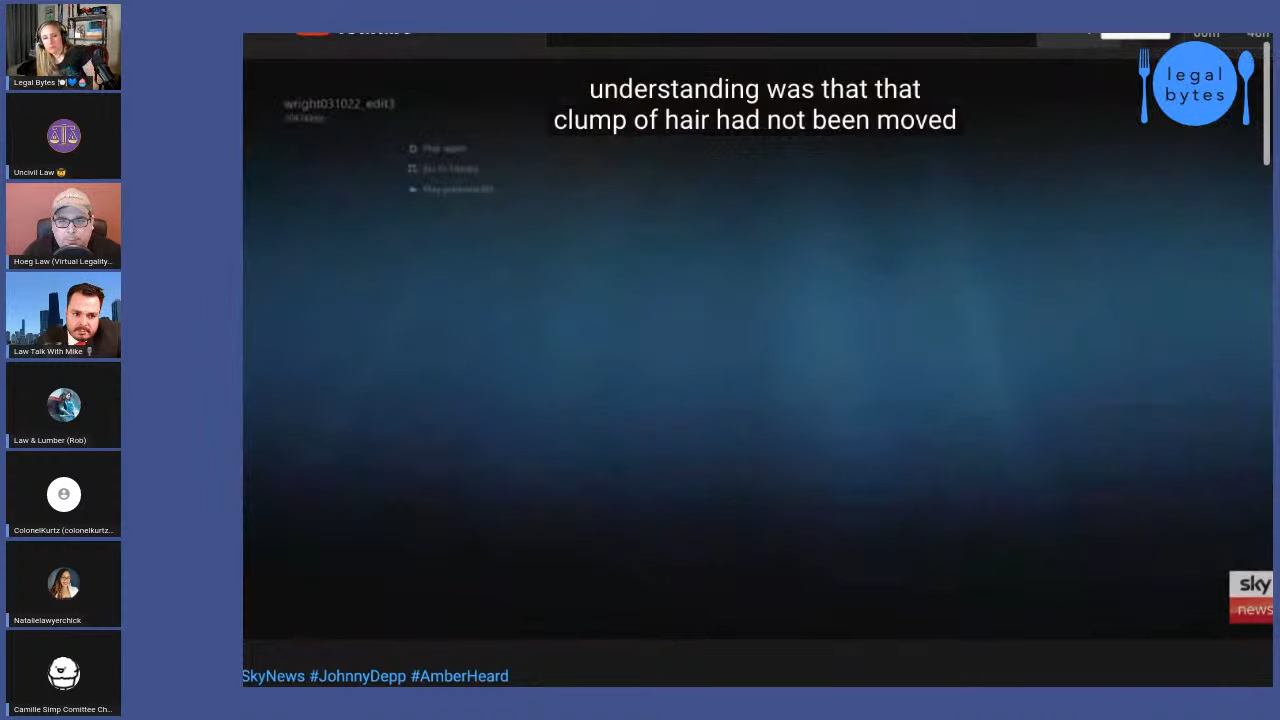 Legal Bytes 🍽️💙🧁
Uncivil Law 🤠
Hoeg Law (Virtual Legality...
Law Talk With Mike 🎙️
Law & Lumber (Rob)
ColonelKurtz (colonelkurtz...
Natalielawyerchick
Camille Simp Comittee Ch...
understanding was that that
clump of hair had not been moved
wright031022_edit3
Play again
legal
bytes
sky
news
SkyNews #JohnnyDepp #AmberHeard